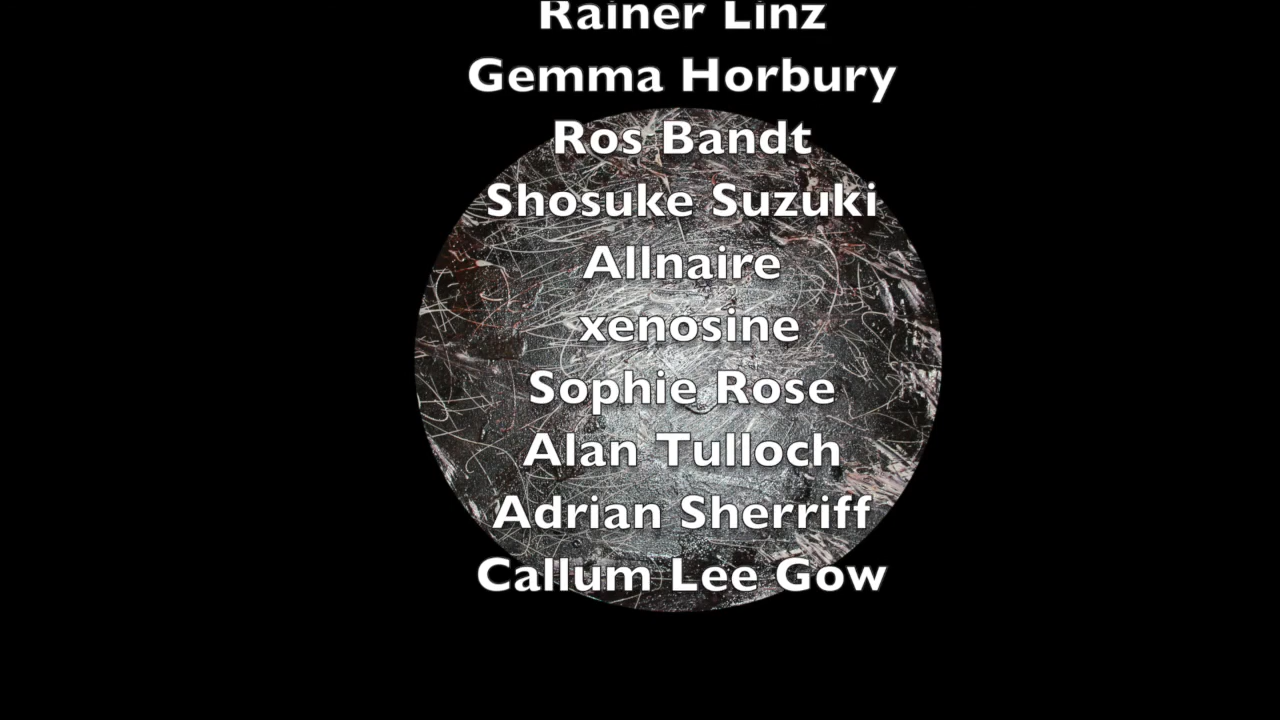 Rainer Linz
Gemma Horbury
Ros Bandt
Shosuke Suzuki
Allnaire
xenosine
Sophie Rose
Alan Tulloch
Adrian Sherriff
Callum Lee Gow